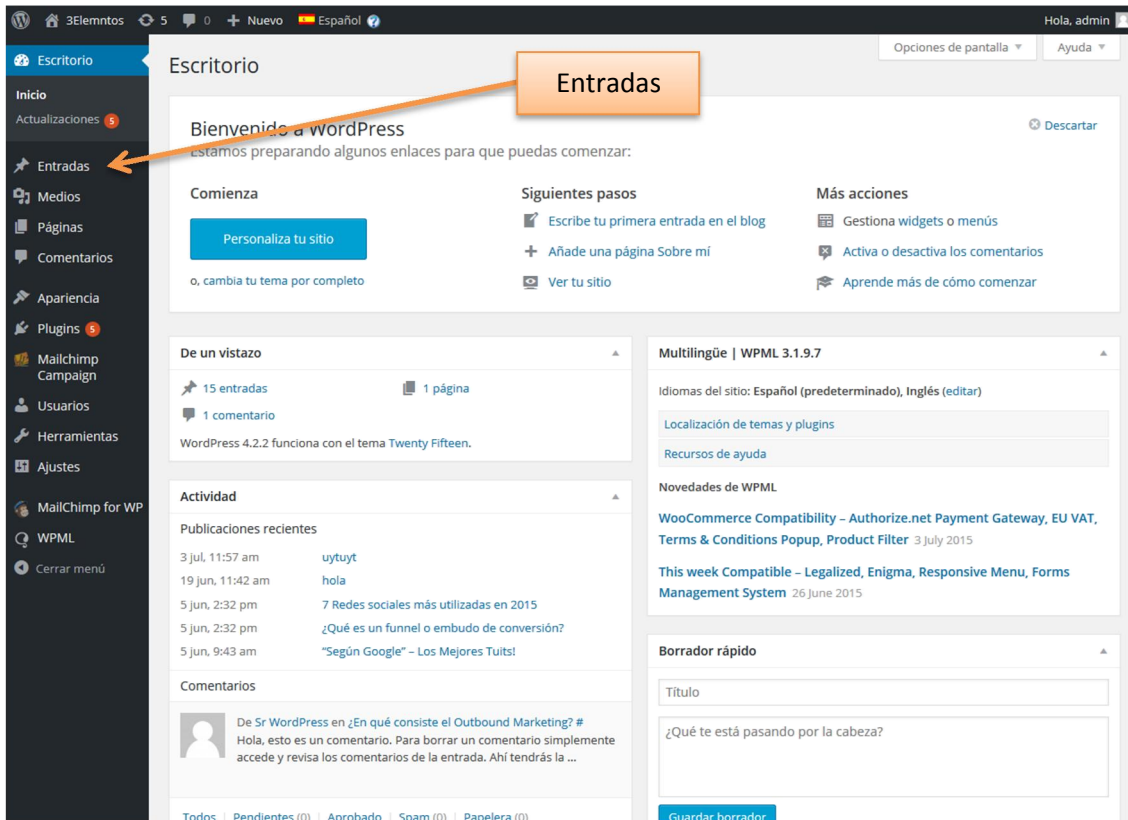 3Elemntos 5 0 + Nuevo Español Hola, admin
Opciones de pantalla Ayuda
Escritorio
Inicio
Actualizaciones 5
Entradas
Medios
Páginas
Comentarios
Apariencia
Plugins 5
Mailchimp
Campaign
Usuarios
Herramientas
Ajustes
MailChimp for WP
WPML
Cerrar menú
Escritorio
Entradas
Bienvenido a WordPress
Descartar
Estamos preparando algunos enlaces para que puedas comenzar:
Comienza
Personaliza tu sitio
o, cambia tu tema por completo
Siguientes pasos
Escribe tu primera entrada en el blog
Añade una página Sobre mí
Ver tu sitio
Más acciones
Gestiona widgets o menús
Activa o desactiva los comentarios
Aprende más de cómo comenzar
De un vistazo
15 entradas 1 página
1 comentario
WordPress 4.2.2 funciona con el tema Twenty Fifteen.
Actividad
Publicaciones recientes
3 jul, 11:57 am uytuyt
19 jun, 11:42 am hola
5 jun, 2:32 pm 7 Redes sociales más utilizadas en 2015
5 jun, 2:32 pm ¿Qué es un funnel o embudo de conversión?
5 jun, 9:43 am "Según Google" – Los Mejores Tuits!
Comentarios
De Sr WordPress en ¿En qué consiste el Outbound Marketing? #
Hola, esto es un comentario. Para borrar un comentario simplemente
accede y revisa los comentarios de la entrada. Ahí tendrás la ...
Todos | Pendientes (0) | Aprobado | Spam (0) | Papelera (0)
Multilingüe | WPML 3.1.9.7
Idiomas del sitio: Español (predeterminado), Inglés (editar)
Localización de temas y plugins
Recursos de ayuda
Novedades de WPML
WooCommerce Compatibility – Authorize.net Payment Gateway, EU VAT,
Terms & Conditions Popup, Product Filter 3 July 2015
This week Compatible – Legalized, Enigma, Responsive Menu, Forms
Management System 26 June 2015
Borrador rápido
Título
¿Qué te está pasando por la cabeza?
Guardar borrador